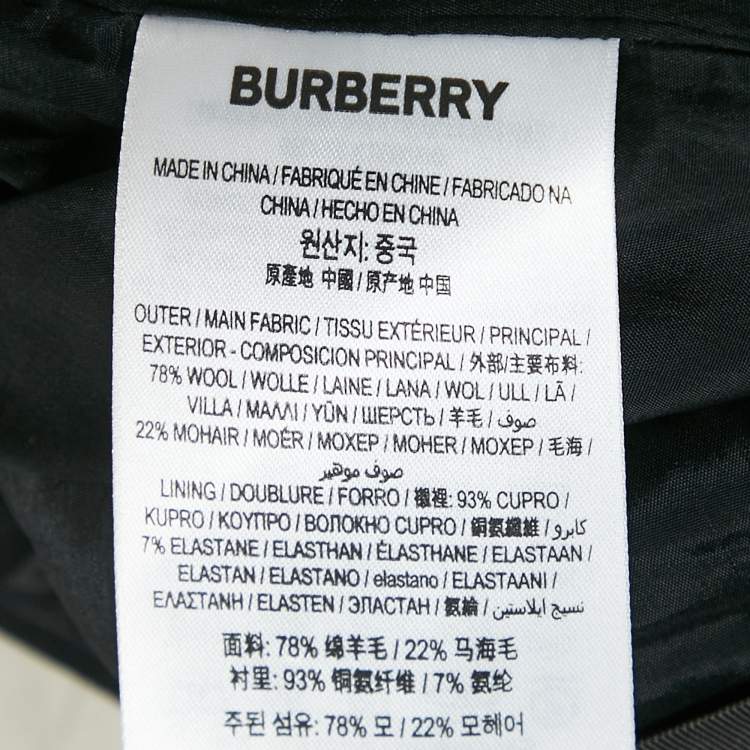 BURBERRY
MADE IN CHINA / FABRIQUÉ EN CHINE / FABRICADO NA
CHINA / HECHO EN CHINA
원산지: 중국
原產地 中國 / 原产地 中国
OUTER / MAIN FABRIC / TISSU EXTÉRIEUR / PRINCIPAL /
EXTERIOR - COMPOSICION PRINCIPAL / 外部/主要布料:
78% WOOL / WOLLE / LAINE / LANA / WOL / ULL / LÃ /
VILLA / ΜΑΛΛΙ / YÜN / ШЕРСТЬ / 羊毛 / صوف
22% MOHAIR / MOÉR / МОХЕР / MOHER / МОХЕР / 毛海 /
صوف موهير
LINING / DOUBLURE / FORRO / 襯裡: 93% CUPRO /
KUPRO / ΚΟΥΠΡΟ / ВОЛОКНО CUPRO / 銅氨纖維 / كابرو
7% ELASTANE / ELASTHAN / ÉLASTHANE / ELASTAAN /
ELASTAN / ELASTANO / elastano / ELASTAANI /
ΕΛΑΣΤΑΝΗ / ELASTEN / ЭЛАСТАН / 氨綸 / نسيج ايلاستين
面料: 78% 绵羊毛 / 22% 马海毛
衬里: 93% 铜氨纤维 / 7% 氨纶
주된 섬유: 78% 모 / 22% 모헤어